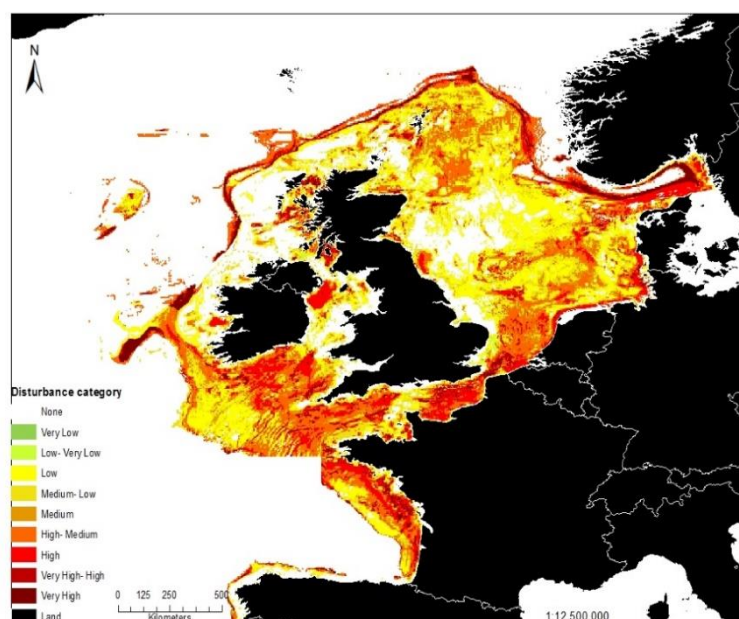 N
Disturbance category
None
Very Low
Low- Very Low
Low
Medium- Low
Medium
High- Medium
High
Very High- High
Very High
Land
0 125 250 500
Kilometers
1:12 500 000